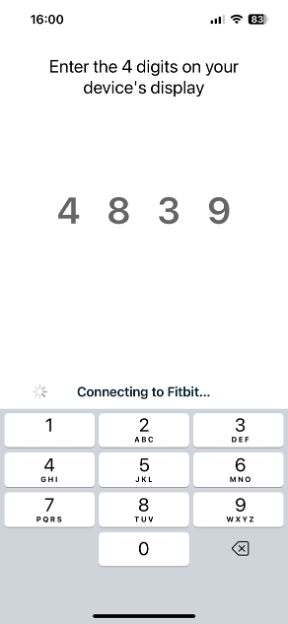 16:00 83
Enter the 4 digits on your
device's display
4 8 3 9
Connecting to Fitbit...
1 2 3
ABC DEF
4 5 6
GHI JKL MNO
7 8 9
PQRS TUV WXYZ
0